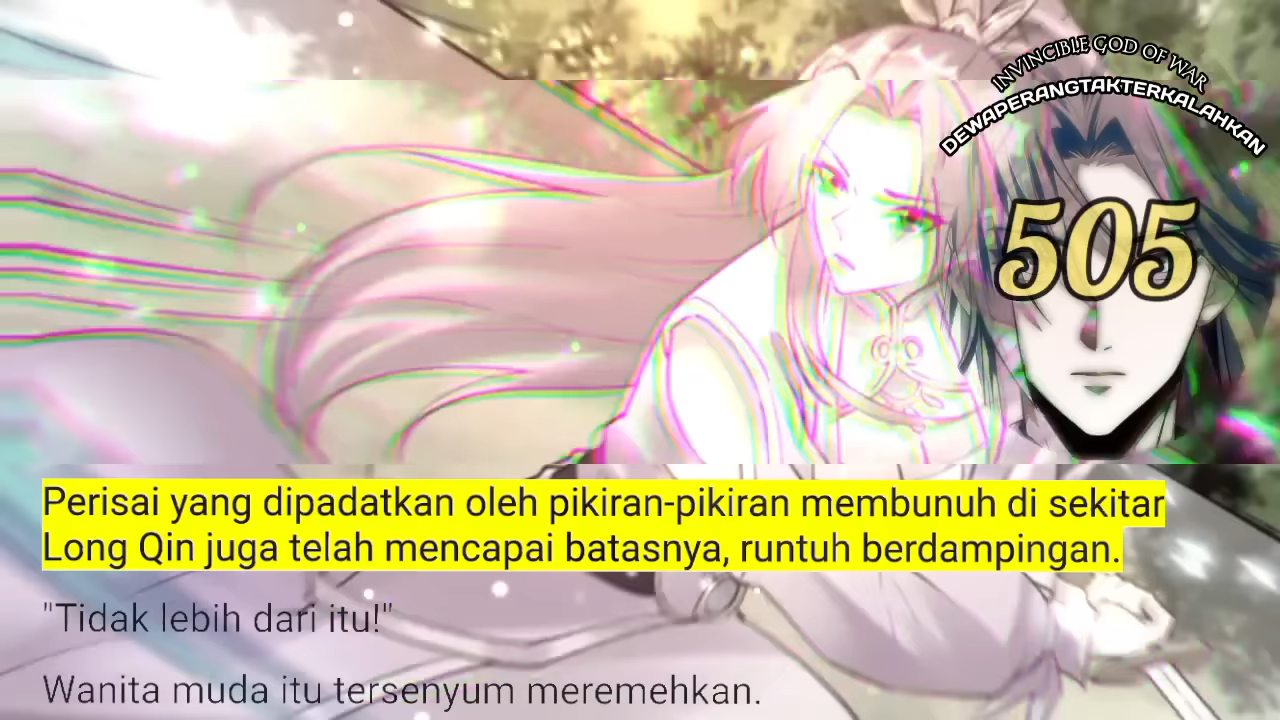 INVINCIBLE GOD OF WAR
DEWAPERANGTAKTERKALAHKAN
505
Perisai yang dipadatkan oleh pikiran-pikiran membunuh di sekitar
Long Qin juga telah mencapai batasnya, runtuh berdampingan.
"Tidak lebih dari itu!"
Wanita muda itu tersenyum meremehkan.